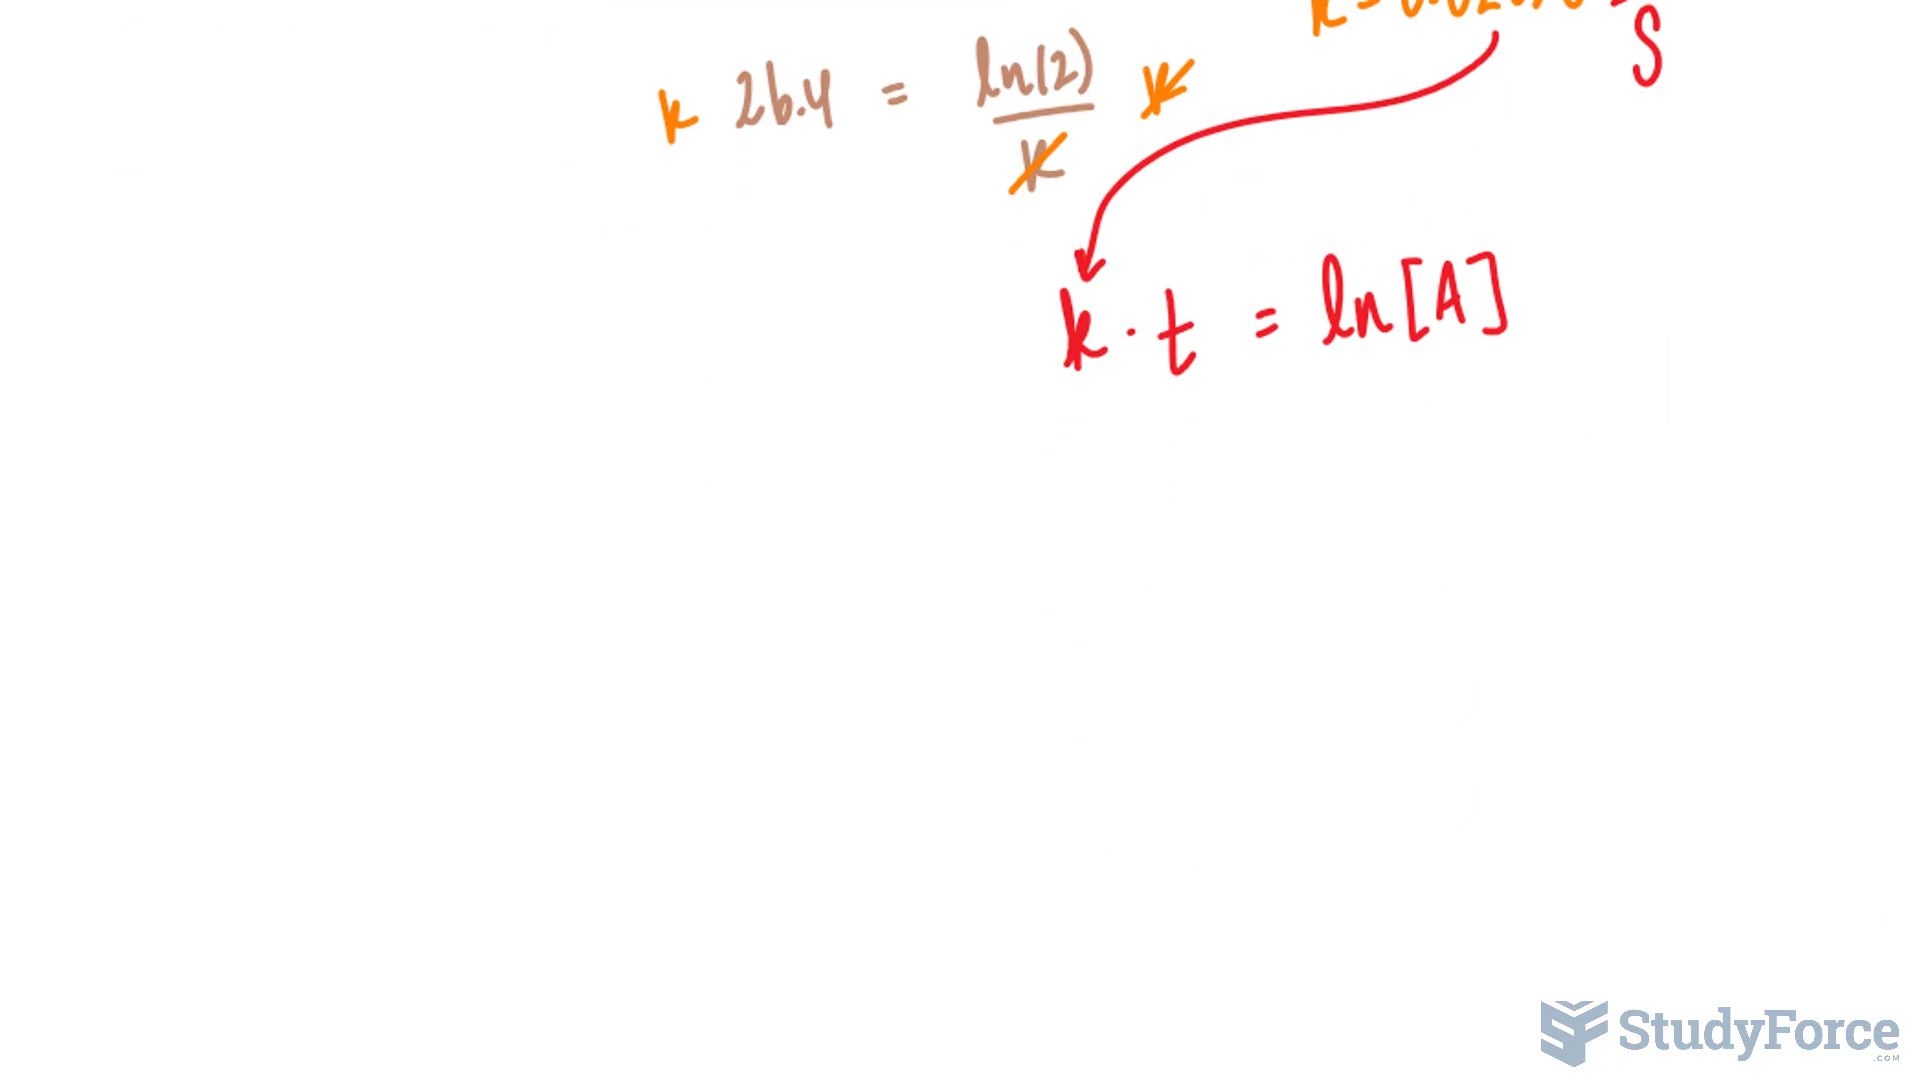 S
k 26.4 = ln(2) k
k
k · t = ln[A]
StudyForce
.COM